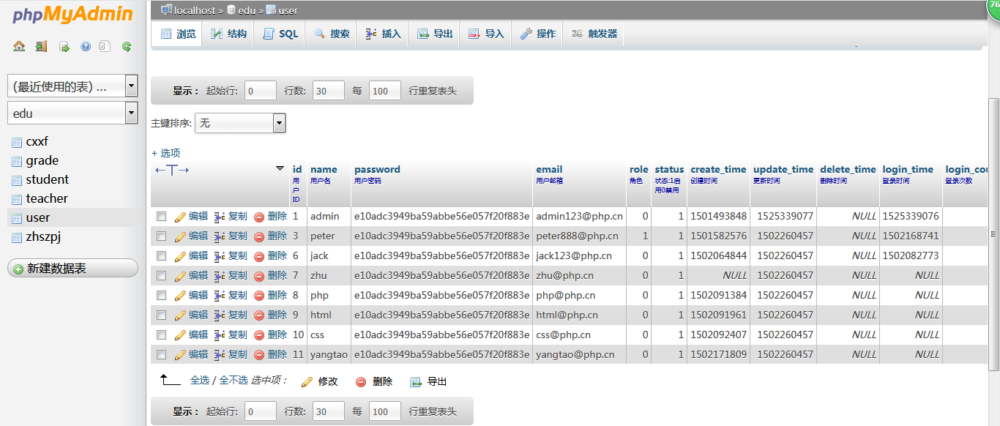 phpMyAdmin
(最近使用的表) ...
edu
cxxf
grade
student
teacher
user
zhszpj
新建数据表
localhost » edu » user
76
浏览 结构 SQL 搜索 插入 导出 导入 操作 触发器
显示： 起始行: 0 行数: 30 每 100 行重复表头
主键排序: 无
+ 选项
←T→ id name password email role status create_time update_time delete_time login_time login_cou
用户ID 用户名 用户密码 用户邮箱 角色 状态:1启用0禁用 创建时间 更新时间 删除时间 登录时间 登录次数
编辑 复制 删除 1 admin e10adc3949ba59abbe56e057f20f883e admin123@php.cn 0 1 1501493848 1525339077 NULL 1525339076
编辑 复制 删除 3 peter e10adc3949ba59abbe56e057f20f883e peter888@php.cn 1 1 1501582576 1502260457 NULL 1502168741
编辑 复制 删除 6 jack e10adc3949ba59abbe56e057f20f883e jack123@php.cn 0 1 1502064844 1502260457 NULL 1502082773
编辑 复制 删除 7 zhu e10adc3949ba59abbe56e057f20f883e zhu@php.cn 0 1 NULL 1502260457 NULL NULL
编辑 复制 删除 8 php e10adc3949ba59abbe56e057f20f883e php@php.cn 0 1 1502091384 1502260457 NULL NULL
编辑 复制 删除 9 html e10adc3949ba59abbe56e057f20f883e html@php.cn 0 1 1502091961 1502260457 NULL NULL
编辑 复制 删除 10 css e10adc3949ba59abbe56e057f20f883e css@php.cn 0 1 1502092407 1502260457 NULL NULL
编辑 复制 删除 11 yangtao e10adc3949ba59abbe56e057f20f883e yangtao@php.cn 0 1 1502171809 1502260457 NULL NULL
全选 / 全不选 选中项： 修改 删除 导出
显示： 起始行: 0 行数: 30 每 100 行重复表头